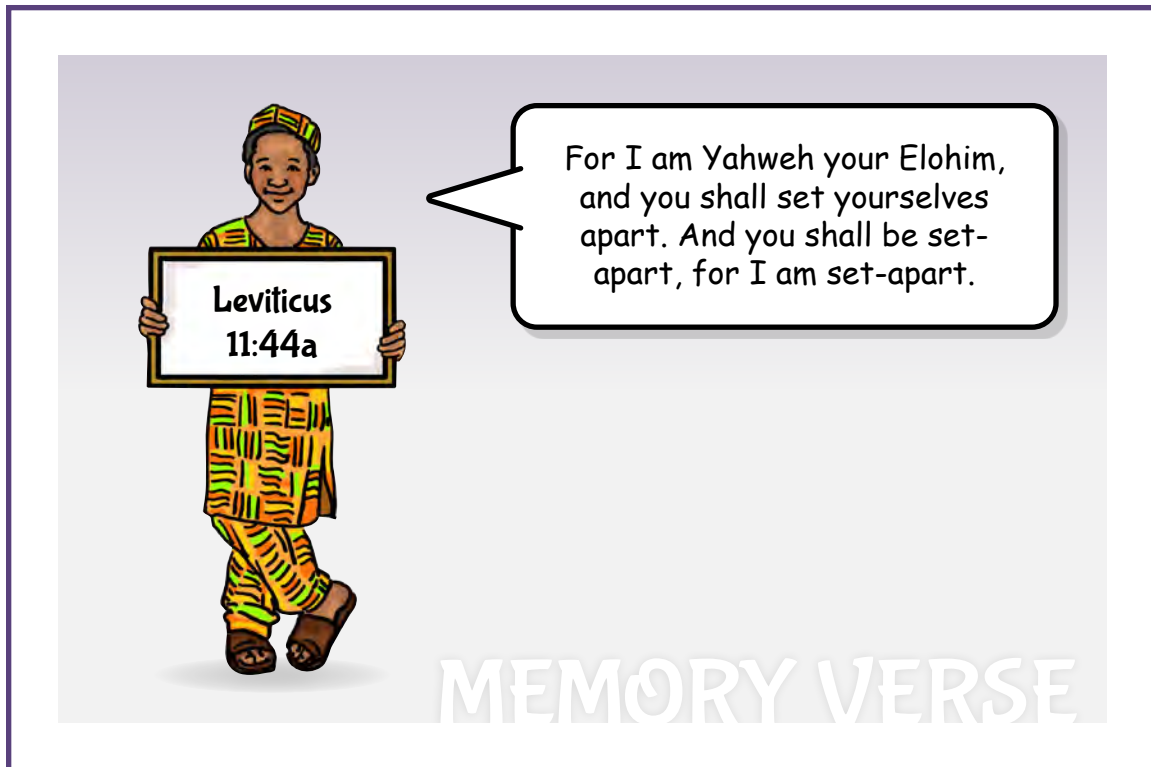 For I am Yahweh your Elohim,
and you shall set yourselves
apart. And you shall be set-
apart, for I am set-apart.
Leviticus
11:44a
MEMORY VERSE